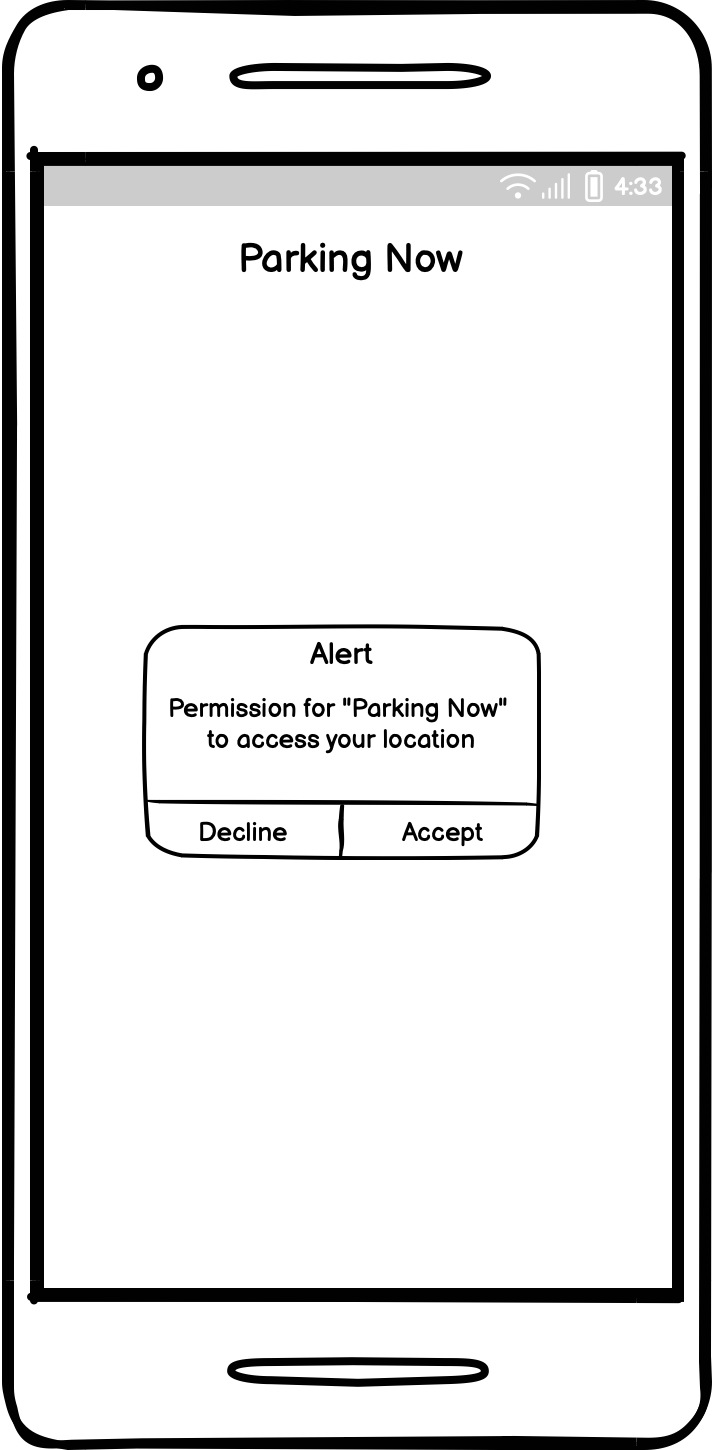 4:33
Parking Now
Alert
Permission for "Parking Now"
to access your location
Decline
Accept